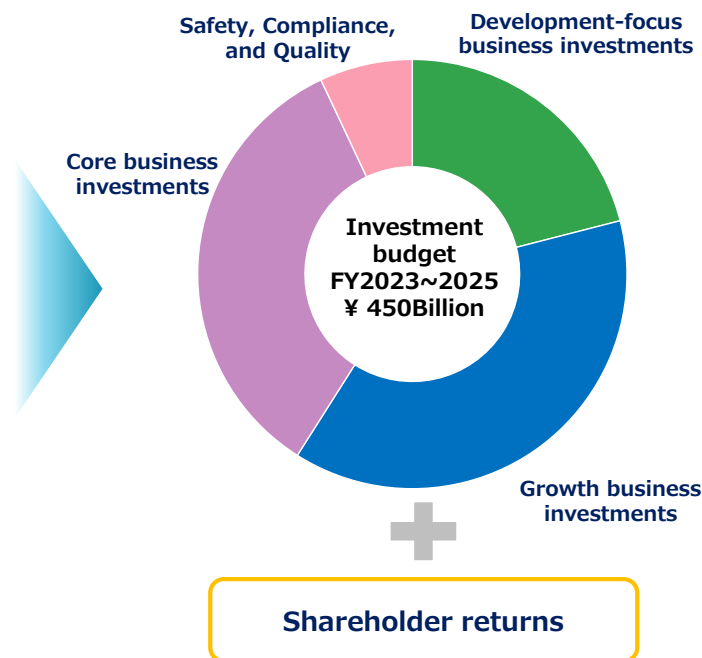 Safety, Compliance,
and Quality
Development-focus
business investments
Core business
investments
Investment
budget
FY2023~2025
¥ 450Billion
Growth business
investments
Shareholder returns